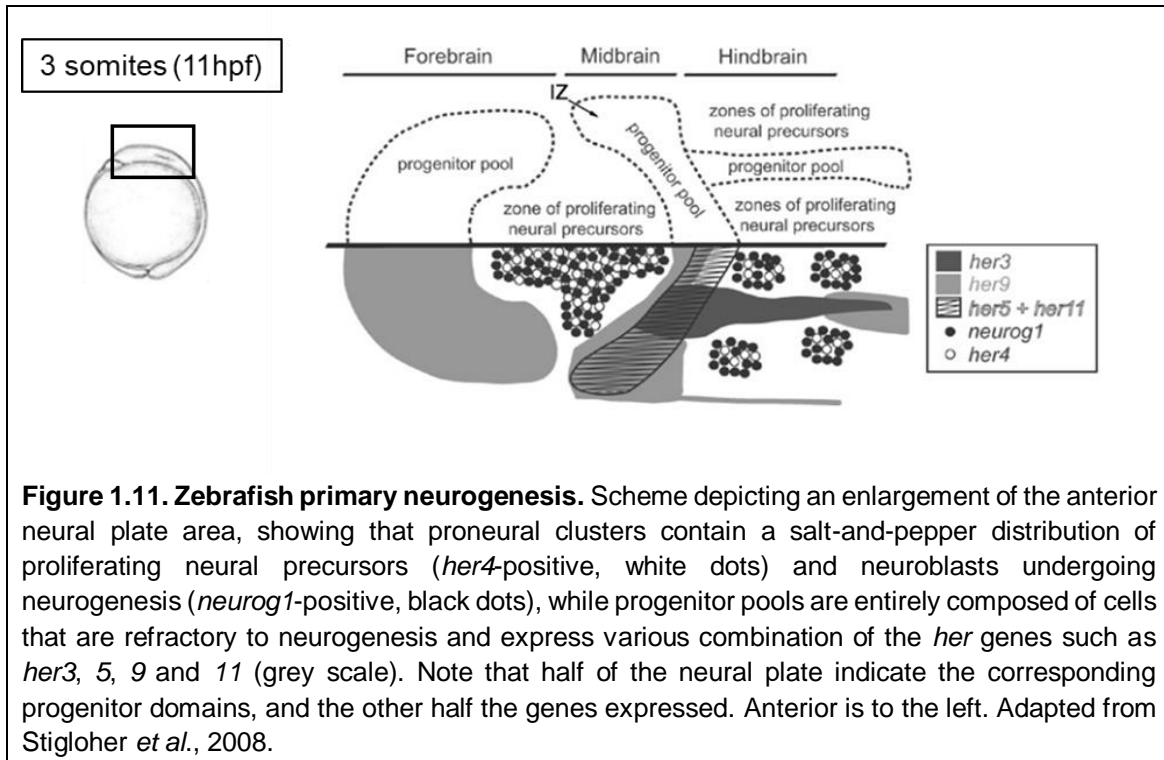 3 somites (11hpf)
Forebrain
Midbrain
Hindbrain
IZ
progenitor pool
zone of proliferating
neural precursors
progenitor pool
zones of proliferating
neural precursors
progenitor pool
zones of proliferating
neural precursors
her3
her9
her5 + her11
neurog1
her4
Figure 1.11. Zebrafish primary neurogenesis. Scheme depicting an enlargement of the anterior
neural plate area, showing that proneural clusters contain a salt-and-pepper distribution of
proliferating neural precursors (her4-positive, white dots) and neuroblasts undergoing
neurogenesis (neurog1-positive, black dots), while progenitor pools are entirely composed of cells
that are refractory to neurogenesis and express various combination of the her genes such as
her3, 5, 9 and 11 (grey scale). Note that half of the neural plate indicate the corresponding
progenitor domains, and the other half the genes expressed. Anterior is to the left. Adapted from
Stigloher et al., 2008.